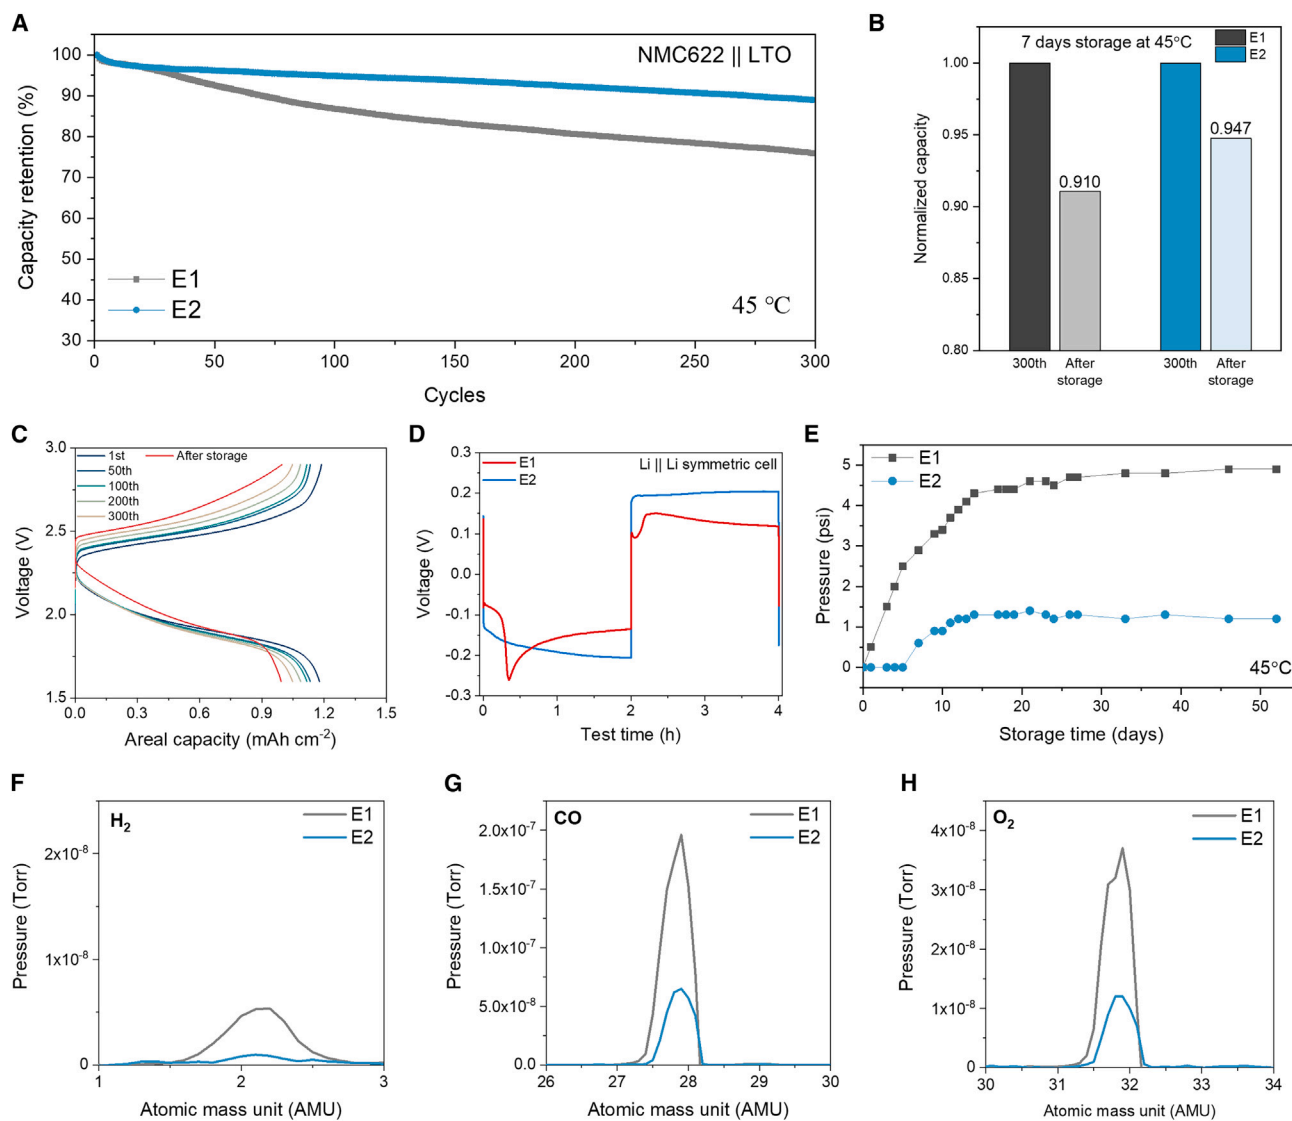 A
NMC622 || LTO
Capacity retention (%)
100
90
80
70
60
50
40
30
E1
E2
45 °C
0
50
100
150
200
250
300
Cycles
B
7 days storage at 45°C
E1
E2
Normalized capacity
1.00
0.95
0.90
0.85
0.80
0.910
0.947
300th
After
storage
300th
After
storage
C
1st
After storage
50th
100th
200th
300th
Voltage (V)
3.0
2.5
2.0
1.5
0.0
0.3
0.6
0.9
1.2
1.5
Areal capacity (mAh cm⁻²)
D
E1
E2
Li || Li symmetric cell
Voltage (V)
0.3
0.2
0.1
0.0
-0.1
-0.2
-0.3
0
1
2
3
4
Test time (h)
E
E1
E2
Pressure (psi)
5
4
3
2
1
0
45°C
0
10
20
30
40
50
Storage time (days)
F
H₂
E1
E2
Pressure (Torr)
2x10⁻⁸
1x10⁻⁸
0
1
2
3
Atomic mass unit (AMU)
G
CO
E1
E2
Pressure (Torr)
2.0x10⁻⁷
1.5x10⁻⁷
1.0x10⁻⁷
5.0x10⁻⁸
0.0
26
27
28
29
30
Atomic mass unit (AMU)
H
O₂
E1
E2
Pressure (Torr)
4x10⁻⁸
3x10⁻⁸
2x10⁻⁸
1x10⁻⁸
0
30
31
32
33
34
Atomic mass unit (AMU)